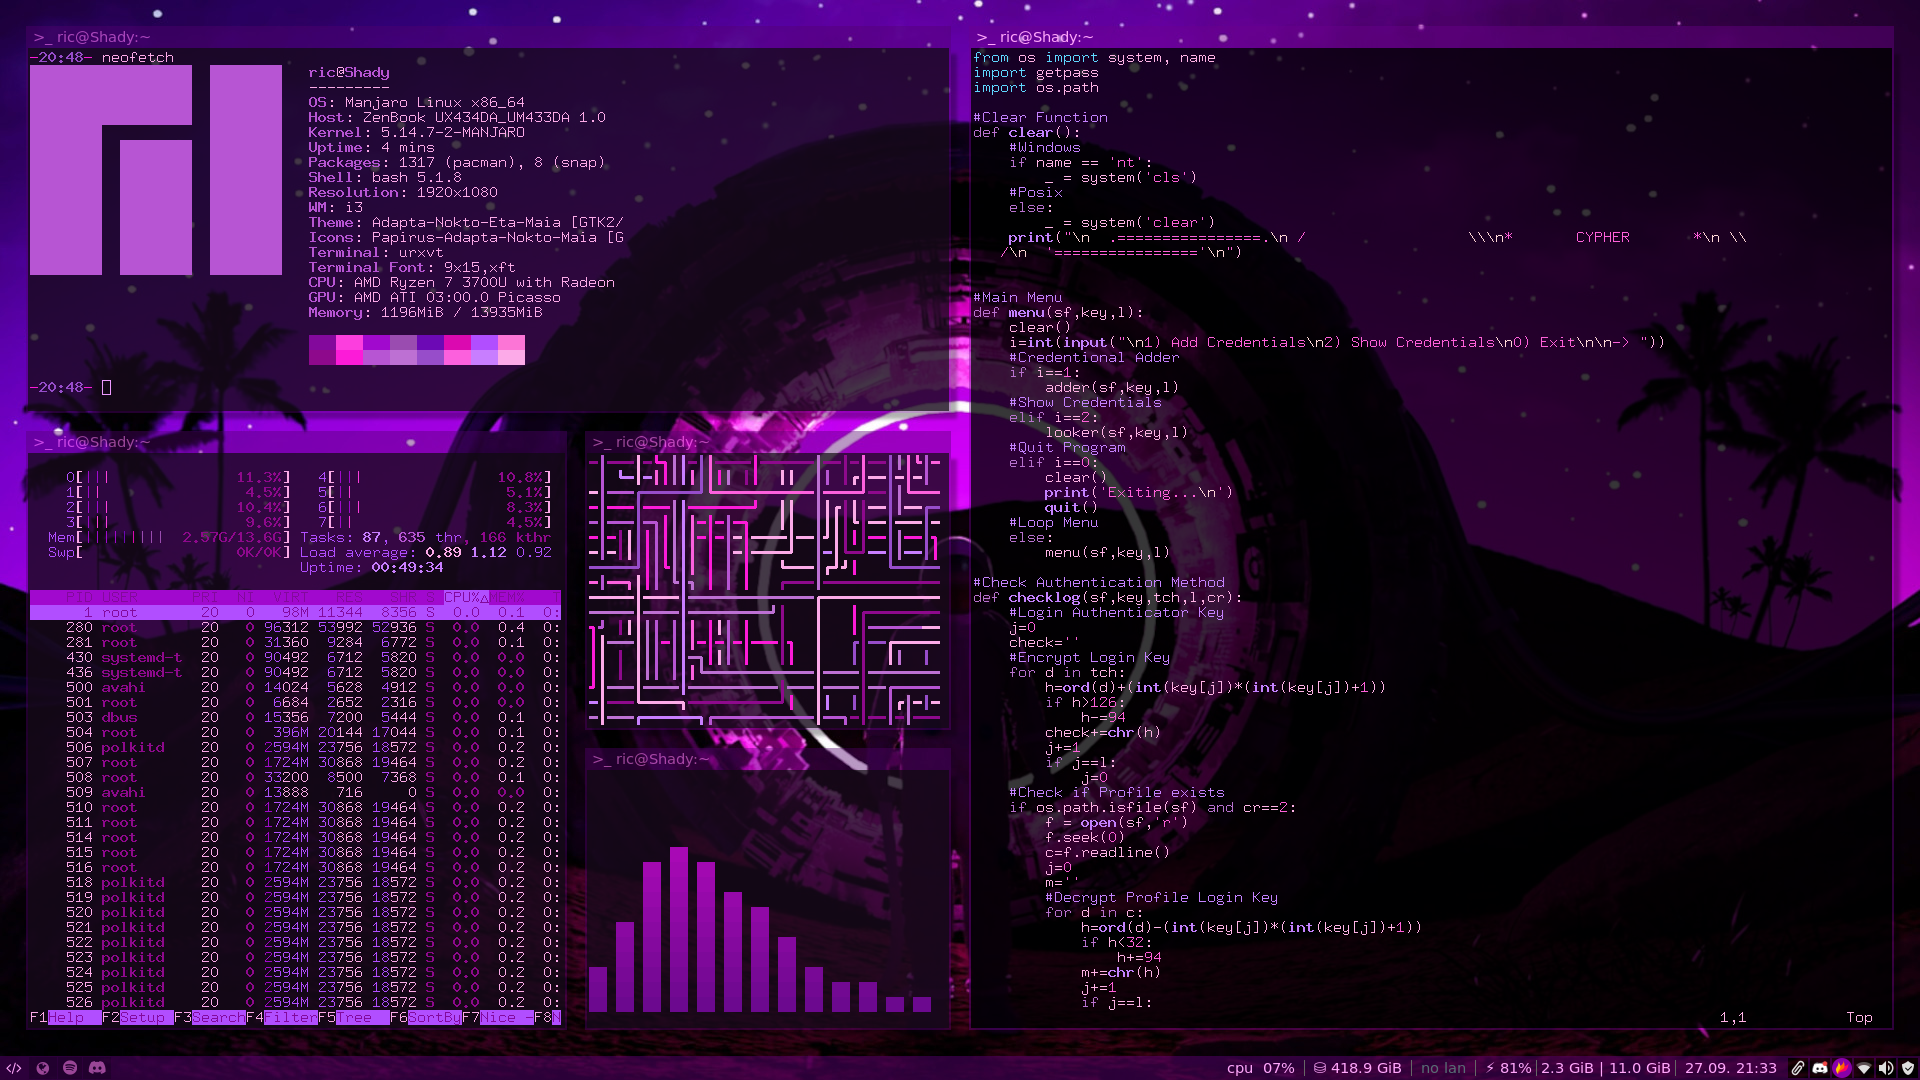 >_ ric@Shady:~
-20:48- neofetch
ric@Shady
---------
OS: Manjaro Linux x86_64
Host: ZenBook UX434DA_UM433DA 1.0
Kernel: 5.14.7-2-MANJARO
Uptime: 4 mins
Packages: 1317 (pacman), 8 (snap)
Shell: bash 5.1.8
Resolution: 1920x1080
WM: i3
Theme: Adapta-Nokto-Eta-Maia [GTK2/
Icons: Papirus-Adapta-Nokto-Maia [G
Terminal: urxvt
Terminal Font: 9x15,xft
CPU: AMD Ryzen 7 3700U with Radeon
GPU: AMD ATI 03:00.0 Picasso
Memory: 1196MiB / 13935MiB
-20:48-
>_ ric@Shady:~
0[||| 11.3%] 4[||| 10.8%]
1[|| 4.5%] 5[|| 5.1%]
2[||| 10.4%] 6[||| 8.3%]
3[||| 9.6%] 7[|| 4.5%]
Mem[||||||||| 2.57G/13.6G] Tasks: 87, 635 thr, 166 kthr
Swp[ 0K/0K] Load average: 0.89 1.12 0.92
Uptime: 00:49:34
PID USER PRI NI VIRT RES SHR S CPU%△MEM% T
1 root 20 0 98M 11344 8356 S 0.0 0.1 0:
280 root 20 0 96312 53992 52936 S 0.0 0.4 0:
281 root 20 0 31360 9284 6772 S 0.0 0.1 0:
430 systemd-t 20 0 90492 6712 5820 S 0.0 0.0 0:
436 systemd-t 20 0 90492 6712 5820 S 0.0 0.0 0:
500 avahi 20 0 14024 5628 4912 S 0.0 0.0 0:
501 root 20 0 6684 2652 2316 S 0.0 0.0 0:
503 dbus 20 0 15356 7200 5444 S 0.0 0.1 0:
504 root 20 0 396M 20144 17044 S 0.0 0.1 0:
506 polkitd 20 0 2594M 23756 18572 S 0.0 0.2 0:
507 root 20 0 1724M 30868 19464 S 0.0 0.2 0:
508 root 20 0 33200 8500 7368 S 0.0 0.1 0:
509 avahi 20 0 13888 716 0 S 0.0 0.0 0:
510 root 20 0 1724M 30868 19464 S 0.0 0.2 0:
511 root 20 0 1724M 30868 19464 S 0.0 0.2 0:
514 root 20 0 1724M 30868 19464 S 0.0 0.2 0:
515 root 20 0 1724M 30868 19464 S 0.0 0.2 0:
516 root 20 0 1724M 30868 19464 S 0.0 0.2 0:
518 polkitd 20 0 2594M 23756 18572 S 0.0 0.2 0:
519 polkitd 20 0 2594M 23756 18572 S 0.0 0.2 0:
520 polkitd 20 0 2594M 23756 18572 S 0.0 0.2 0:
521 polkitd 20 0 2594M 23756 18572 S 0.0 0.2 0:
522 polkitd 20 0 2594M 23756 18572 S 0.0 0.2 0:
523 polkitd 20 0 2594M 23756 18572 S 0.0 0.2 0:
524 polkitd 20 0 2594M 23756 18572 S 0.0 0.2 0:
525 polkitd 20 0 2594M 23756 18572 S 0.0 0.2 0:
526 polkitd 20 0 2594M 23756 18572 S 0.0 0.2 0:
F1Help F2Setup F3SearchF4FilterF5Tree F6SortByF7Nice -F8N
>_ ric@Shady:~
>_ ric@Shady:~
>_ ric@Shady:~
from os import system, name
import getpass
import os.path
#Clear Function
def clear():
    #Windows
    if name == 'nt':
        _ = system('cls')
    #Posix
    else:
        _ = system('clear')
    print("\n  .================.\n /                  \\\n*       CYPHER       *\n \\
   /\n  '================'\n")
#Main Menu
def menu(sf,key,l):
    clear()
    i=int(input("\n1) Add Credentials\n2) Show Credentials\n0) Exit\n\n-> "))
    #Credentional Adder
    if i==1:
        adder(sf,key,l)
    #Show Credentials
    elif i==2:
        looker(sf,key,l)
    #Quit Program
    elif i==0:
        clear()
        print('Exiting...\n')
        quit()
    #Loop Menu
    else:
        menu(sf,key,l)
#Check Authentication Method
def checklog(sf,key,tch,l,cr):
    #Login Authenticator Key
    j=0
    check=''
    #Encrypt Login Key
    for d in tch:
        h=ord(d)+(int(key[j])*(int(key[j])+1))
        if h>126:
            h-=94
        check+=chr(h)
        j+=1
        if j==l:
            j=0
    #Check if Profile exists
    if os.path.isfile(sf) and cr==2:
        f = open(sf,'r')
        f.seek(0)
        c=f.readline()
        j=0
        m=''
        #Decrypt Profile Login Key
        for d in c:
            h=ord(d)-(int(key[j])*(int(key[j])+1))
            if h<32:
                h+=94
            m+=chr(h)
            j+=1
            if j==l:
1,1 Top
cpu 07% | 418.9 GiB | no lan | 81% | 2.3 GiB | 11.0 GiB | 27.09. 21:33